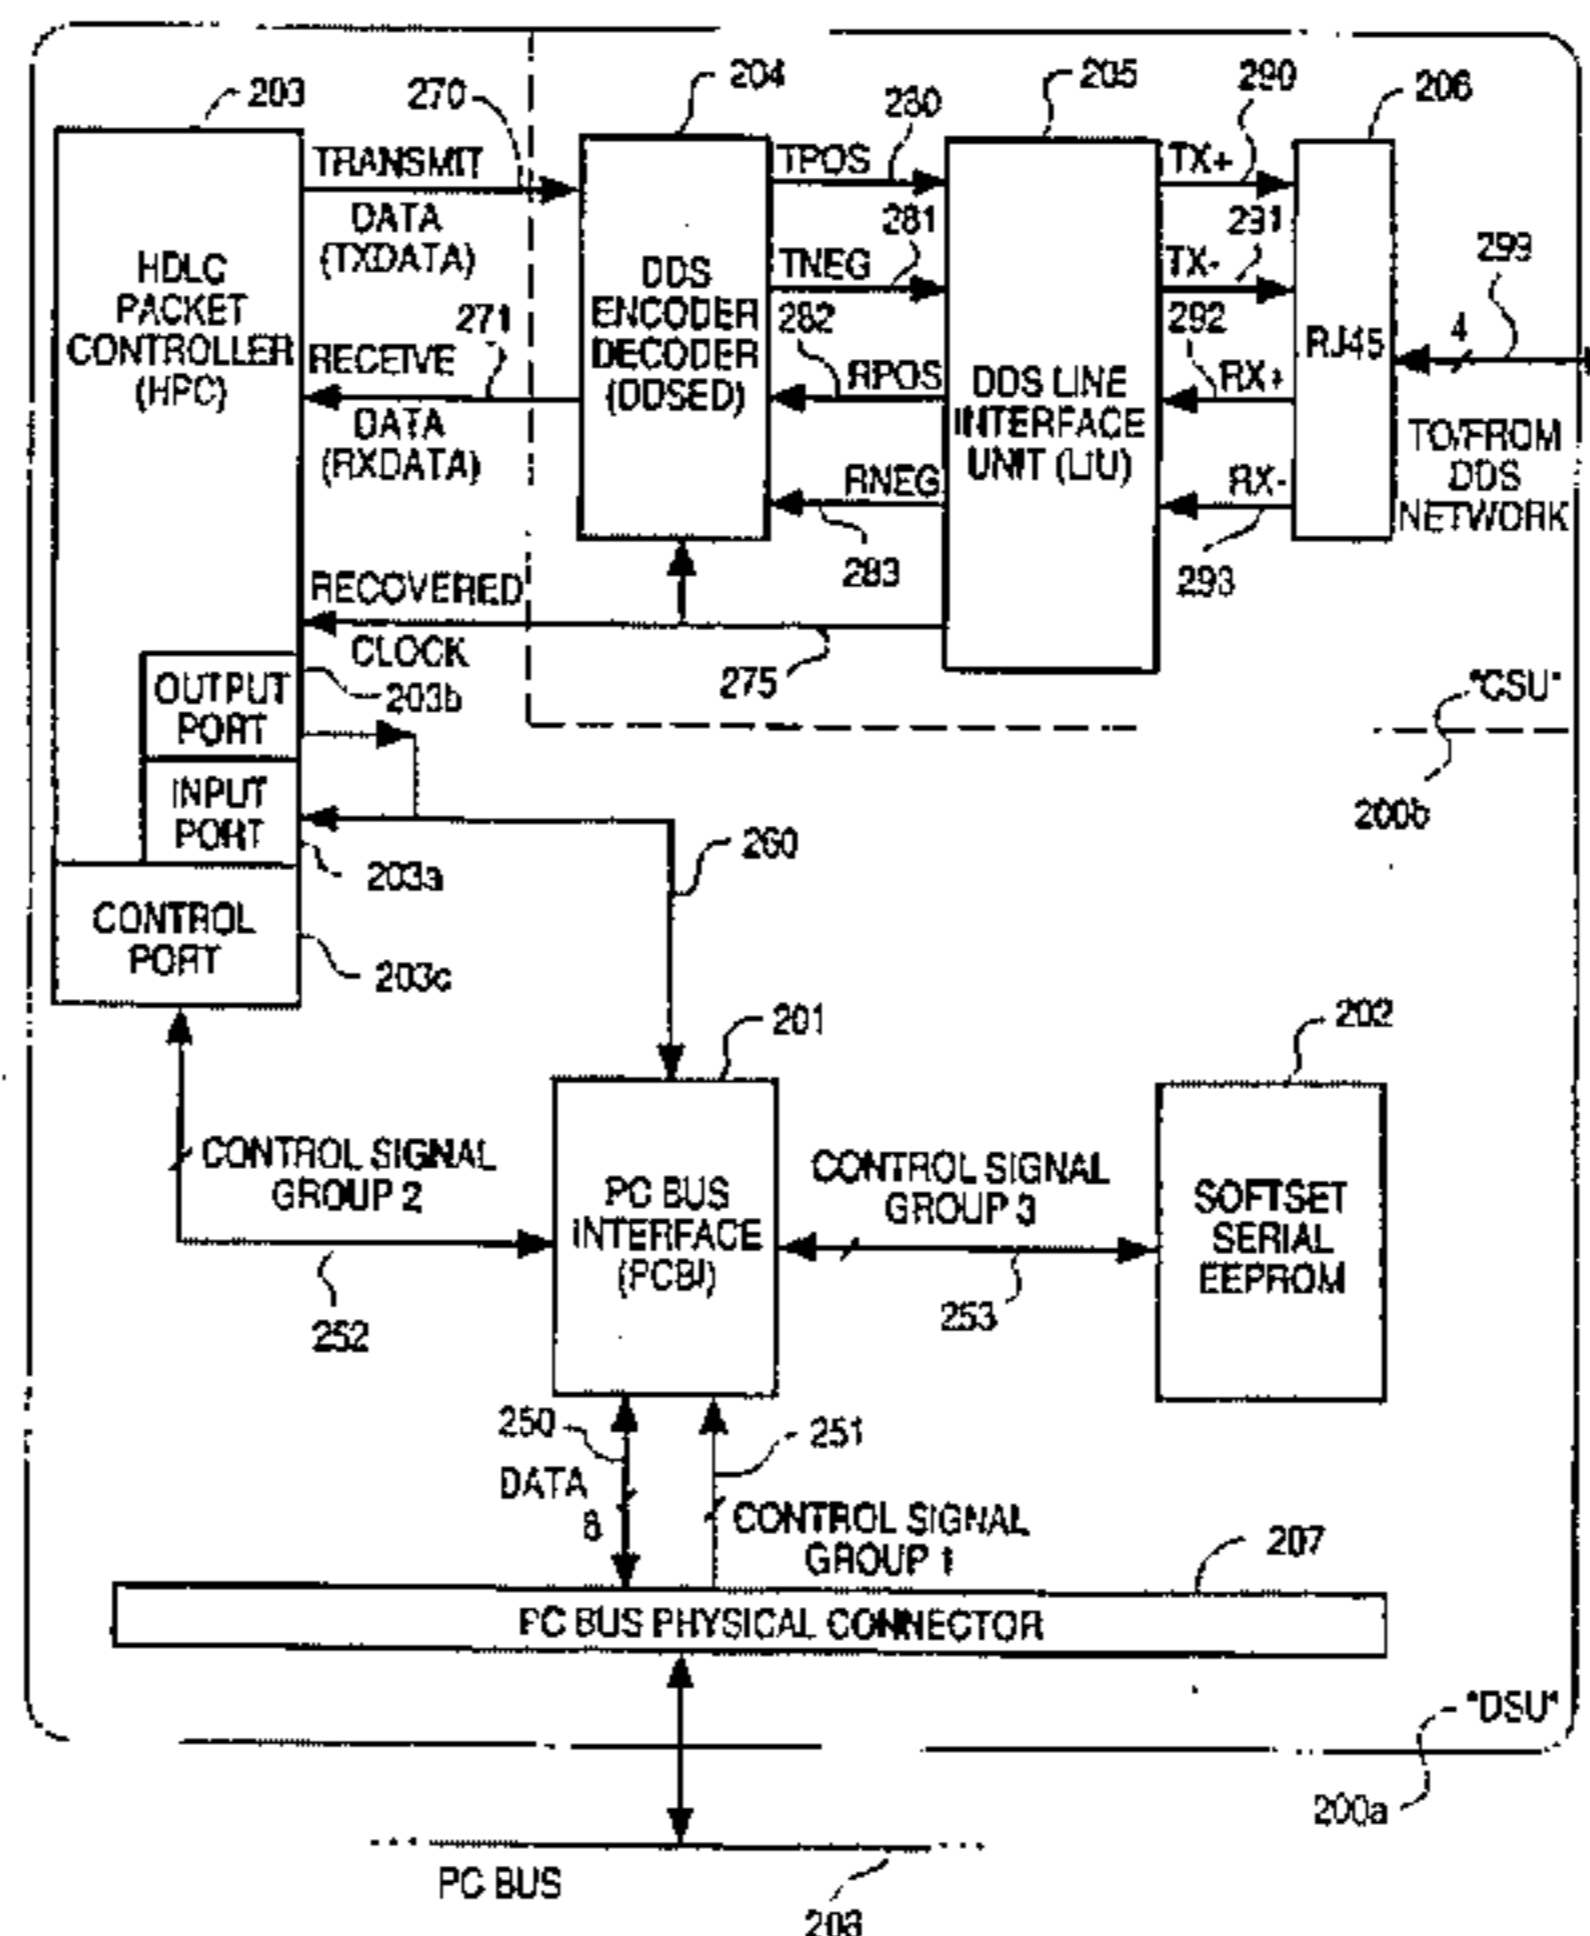 203
270
204
280
205
290
206
TRANSMIT
DATA
(TXDATA)
TPOS
TX+
281
291
TNEG
TX-
299
HDLC
PACKET
CONTROLLER
(HPC)
DDS
ENCODER
DECODER
(DDSED)
282
292
4
RJ45
271
RECEIVE
DATA
(RXDATA)
RPOS
RX+
DDS LINE
INTERFACE
UNIT (LIU)
TO/FROM
DDS
NETWORK
RNEG
RX-
283
293
RECOVERED
CLOCK
275
"CSU"
200b
OUTPUT
PORT
203b
INPUT
PORT
203a
260
CONTROL
PORT
203c
201
202
CONTROL SIGNAL
GROUP 2
252
PC BUS
INTERFACE
(PCBI)
CONTROL SIGNAL
GROUP 3
253
SOFTSET
SERIAL
EEPROM
250
DATA
8
251
CONTROL SIGNAL
GROUP 1
207
PC BUS PHYSICAL CONNECTOR
"DSU"
200a
PC BUS